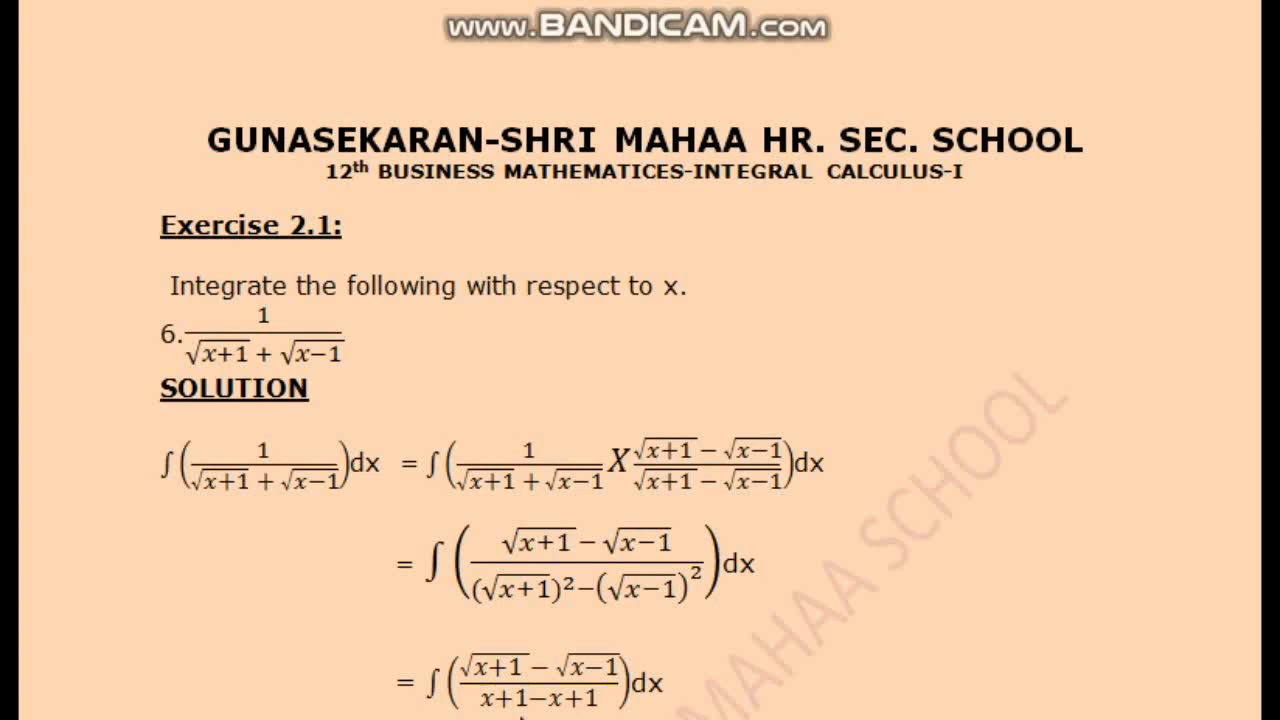 www.BANDICAM.com
GUNASEKARAN-SHRI MAHAA HR. SEC. SCHOOL
12th BUSINESS MATHEMATICES-INTEGRAL CALCULUS-I
Exercise 2.1:
Integrate the following with respect to x.
6. 1/(√(x+1) + √(x−1))
SOLUTION
∫(1/(√(x+1) + √(x−1)))dx = ∫(1/(√(x+1) + √(x−1)) X (√(x+1) − √(x−1))/(√(x+1) − √(x−1)))dx
= ∫((√(x+1) − √(x−1))/((√(x+1))²−(√(x−1))²))dx
= ∫((√(x+1) − √(x−1))/(x+1−x+1))dx
MAHAA SCHOOL